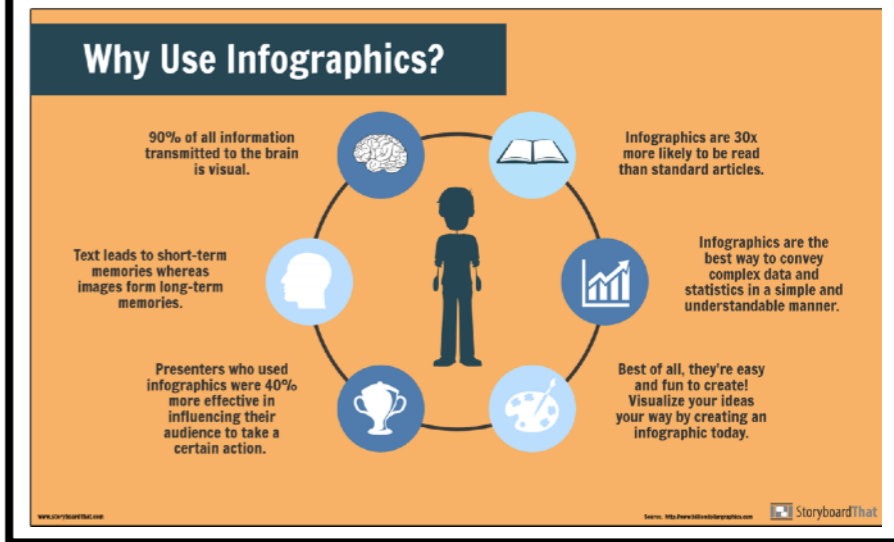 Why Use Infographics?
90% of all information
transmitted to the brain
is visual.
Infographics are 30x
more likely to be read
than standard articles.
Text leads to short-term
memories whereas
images form long-term
memories.
Infographics are the
best way to convey
complex data and
statistics in a simple and
understandable manner.
Presenters who used
infographics were 40%
more effective in
influencing their
audience to take a
certain action.
Best of all, they're easy
and fun to create!
Visualize your ideas
your way by creating an
infographic today.
www.storyboardthat.com
Source:
StoryboardThat